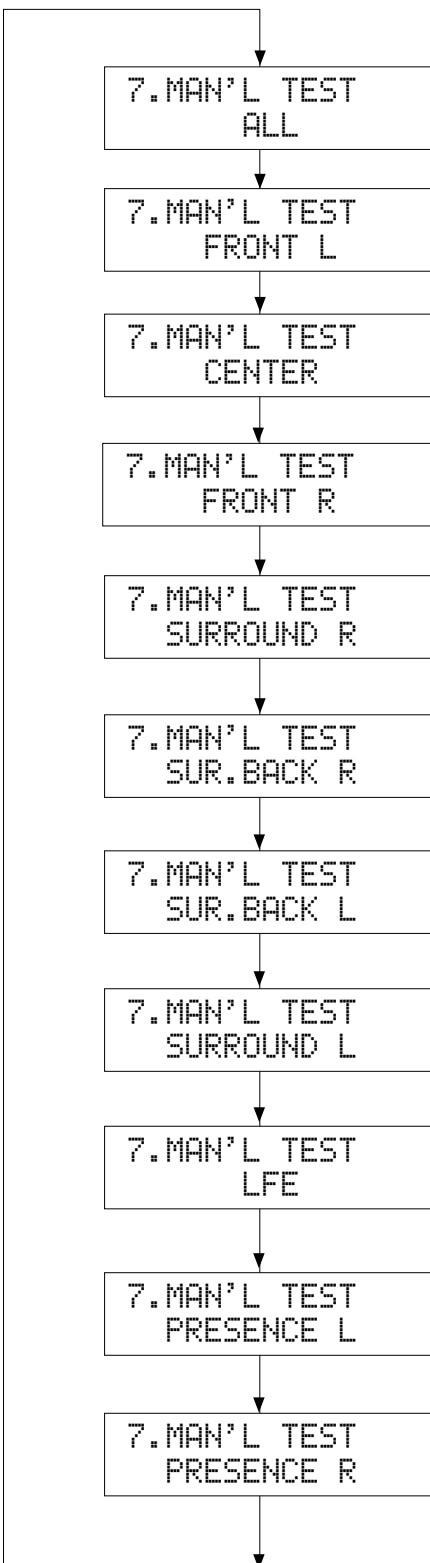 7.MAN'L TEST
ALL
7.MAN'L TEST
FRONT L
7.MAN'L TEST
CENTER
7.MAN'L TEST
FRONT R
7.MAN'L TEST
SURROUND R
7.MAN'L TEST
SUR.BACK R
7.MAN'L TEST
SUR.BACK L
7.MAN'L TEST
SURROUND L
7.MAN'L TEST
LFE
7.MAN'L TEST
PRESENCE L
7.MAN'L TEST
PRESENCE R